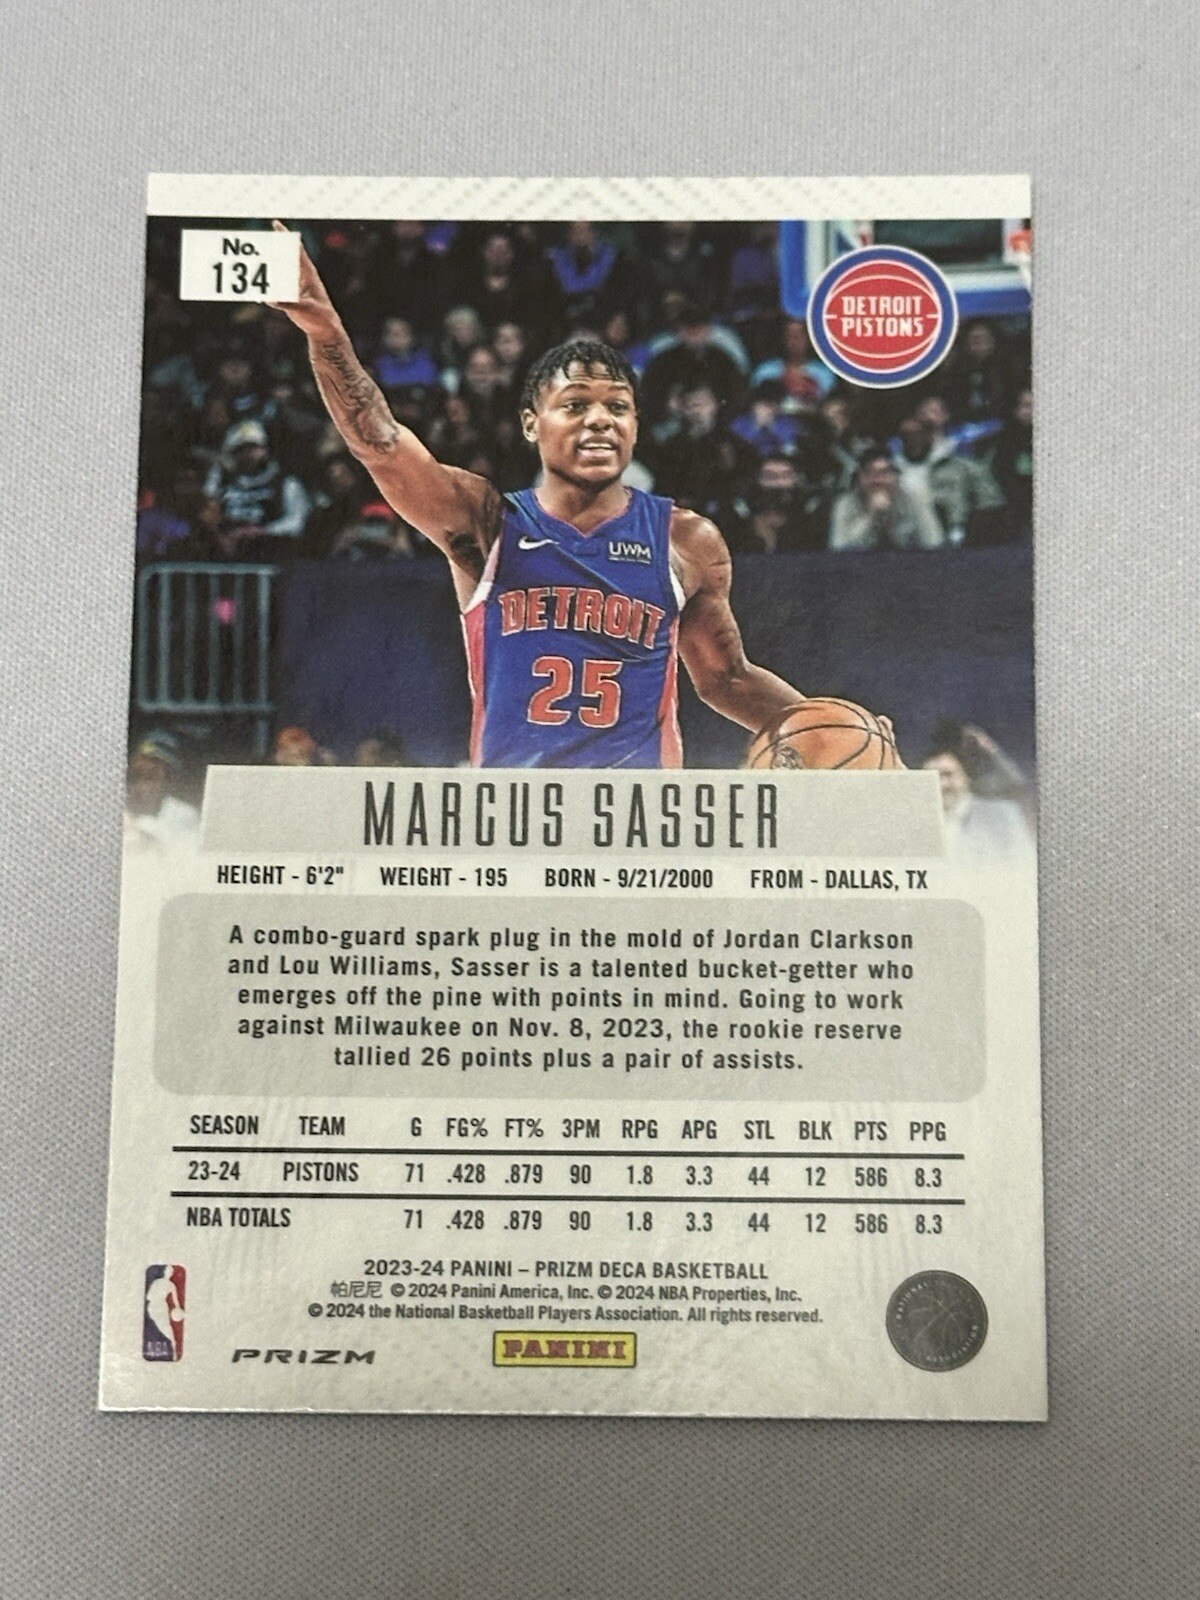 No.
134
DETROIT
PISTONS
UWM
DETROIT
25
MARCUS SASSER
HEIGHT - 6'2" WEIGHT - 195 BORN - 9/21/2000 FROM - DALLAS, TX
A combo-guard spark plug in the mold of Jordan Clarkson
and Lou Williams, Sasser is a talented bucket-getter who
emerges off the pine with points in mind. Going to work
against Milwaukee on Nov. 8, 2023, the rookie reserve
tallied 26 points plus a pair of assists.
SEASON TEAM G FG% FT% 3PM RPG APG STL BLK PTS PPG
23-24 PISTONS 71 .428 .879 90 1.8 3.3 44 12 586 8.3
NBA TOTALS 71 .428 .879 90 1.8 3.3 44 12 586 8.3
2023-24 PANINI – PRIZM DECA BASKETBALL
帕尼尼 © 2024 Panini America, Inc. © 2024 NBA Properties, Inc.
© 2024 the National Basketball Players Association. All rights reserved.
NBA
PRIZM
PANINI